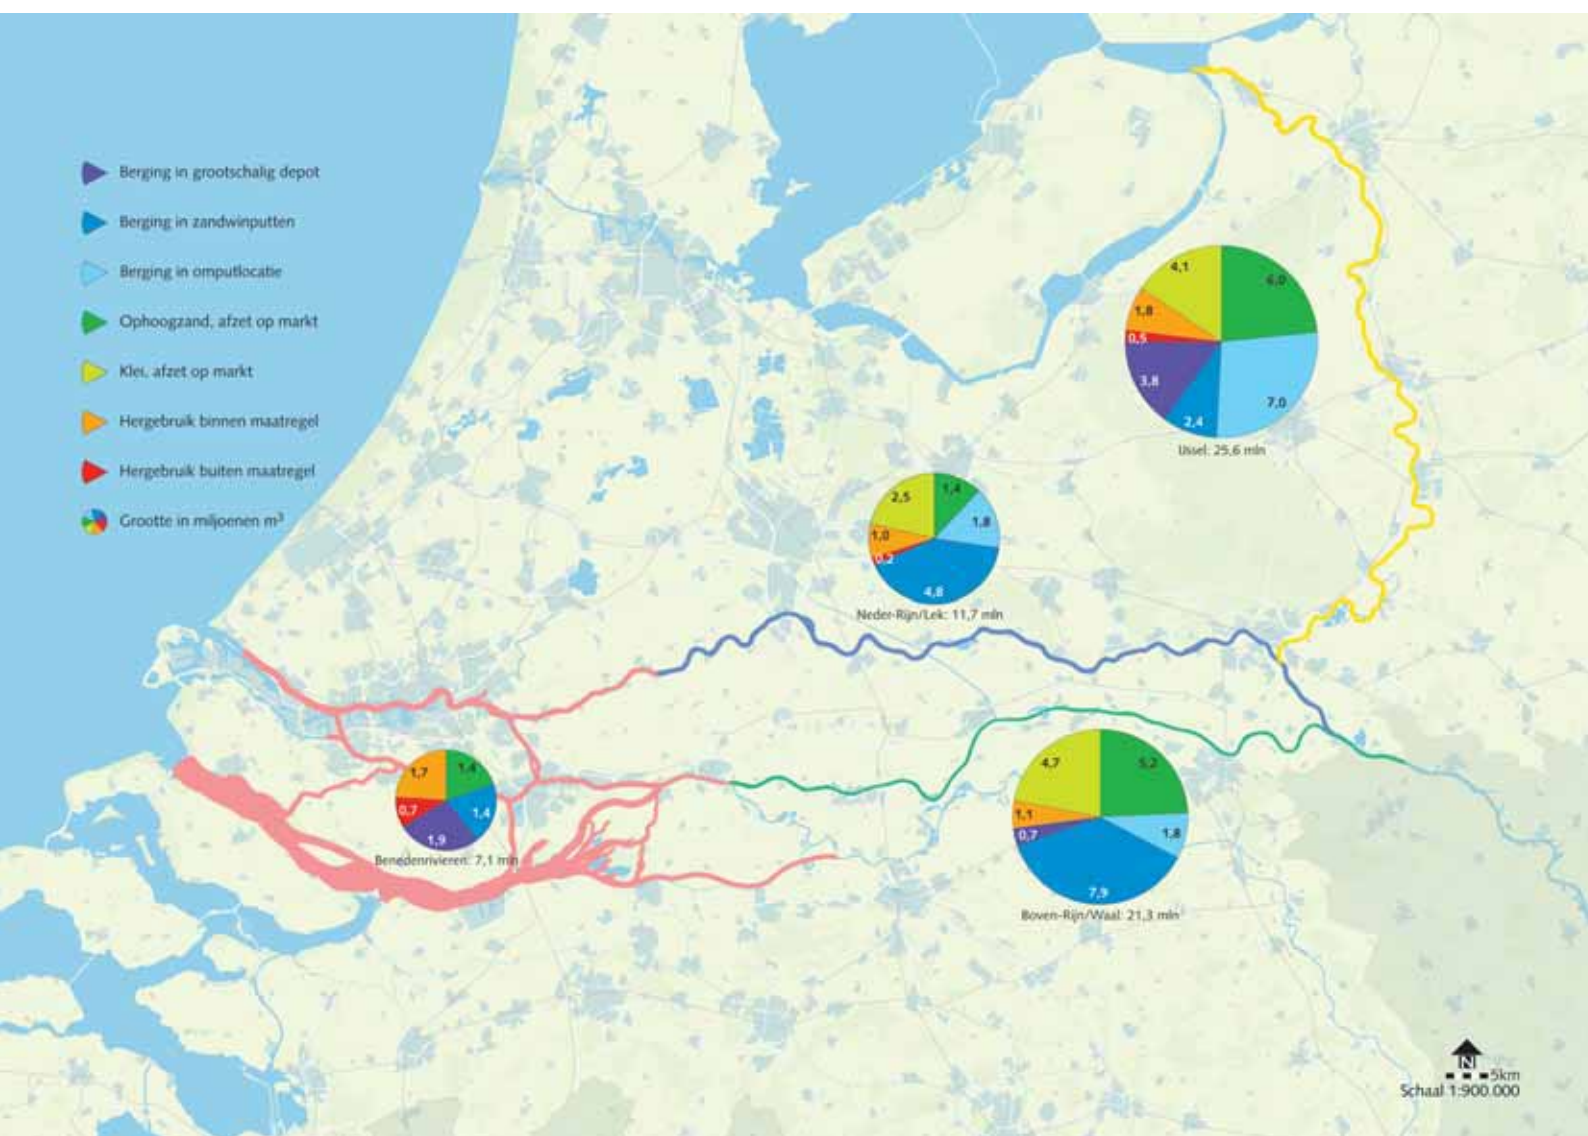 Berging in grootschalig depot
Berging in zandwinputten
Berging in omputlocatie
Ophoogzand, afzet op markt
Klei, afzet op markt
Hergebruik binnen maatregel
Hergebruik buiten maatregel
Grootte in miljoenen m³
4,1
6,0
1,8
0,5
3,8
7,0
2,4
IJssel: 25,6 mln
2,5
1,4
1,8
1,0
0,2
4,8
Neder-Rijn/Lek: 11,7 mln
1,7
1,4
0,7
1,4
1,9
Benedenrivieren: 7,1 mln
4,7
5,2
1,1
0,7
1,8
7,9
Boven-Rijn/Waal: 21,3 mln
N
5km
Schaal 1:900.000